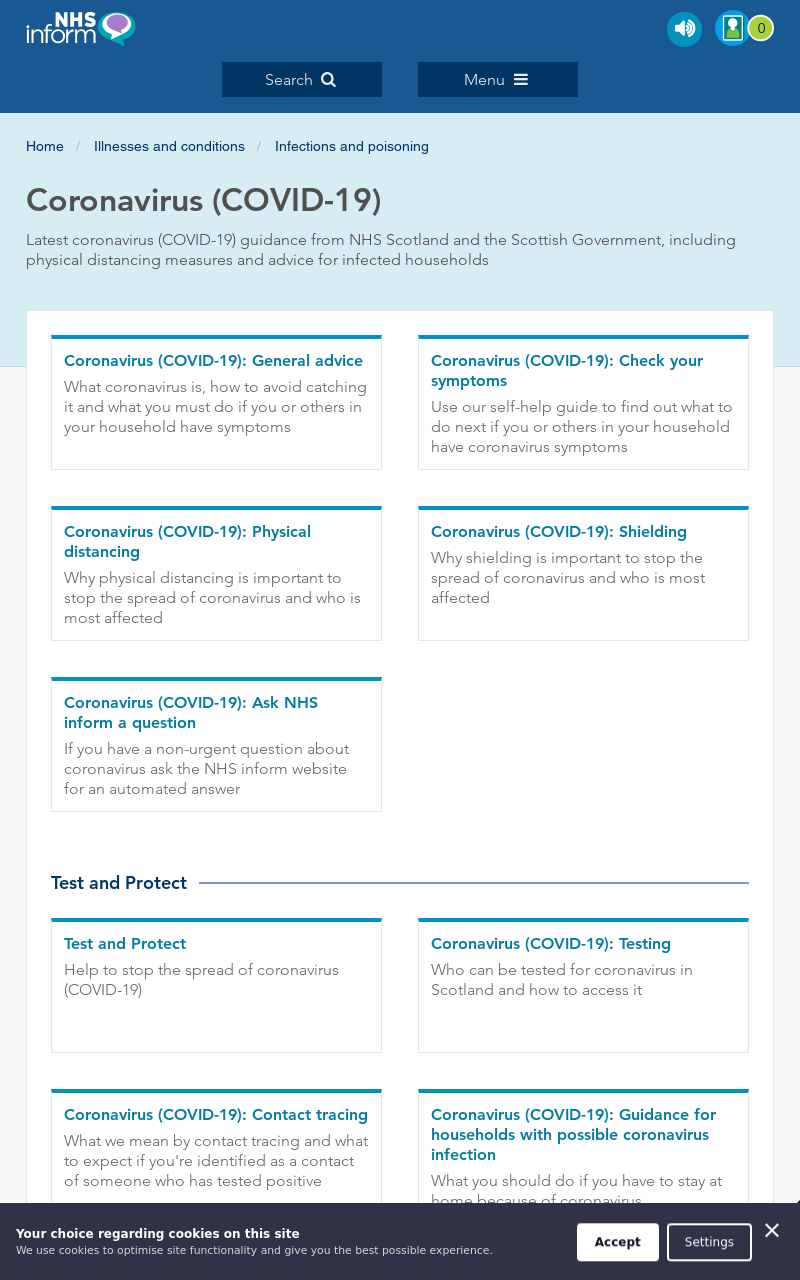 NHS
inform
0
Search
Menu
Home / Illnesses and conditions / Infections and poisoning
Coronavirus (COVID-19)
Latest coronavirus (COVID-19) guidance from NHS Scotland and the Scottish Government, including
physical distancing measures and advice for infected households
Coronavirus (COVID-19): General advice
What coronavirus is, how to avoid catching
it and what you must do if you or others in
your household have symptoms
Coronavirus (COVID-19): Check your
symptoms
Use our self-help guide to find out what to
do next if you or others in your household
have coronavirus symptoms
Coronavirus (COVID-19): Physical
distancing
Why physical distancing is important to
stop the spread of coronavirus and who is
most affected
Coronavirus (COVID-19): Shielding
Why shielding is important to stop the
spread of coronavirus and who is most
affected
Coronavirus (COVID-19): Ask NHS
inform a question
If you have a non-urgent question about
coronavirus ask the NHS inform website
for an automated answer
Test and Protect
Test and Protect
Help to stop the spread of coronavirus
(COVID-19)
Coronavirus (COVID-19): Testing
Who can be tested for coronavirus in
Scotland and how to access it
Coronavirus (COVID-19): Contact tracing
What we mean by contact tracing and what
to expect if you're identified as a contact
of someone who has tested positive
Coronavirus (COVID-19): Guidance for
households with possible coronavirus
infection
What you should do if you have to stay at
home because of coronavirus
Your choice regarding cookies on this site
We use cookies to optimise site functionality and give you the best possible experience.
Accept
Settings